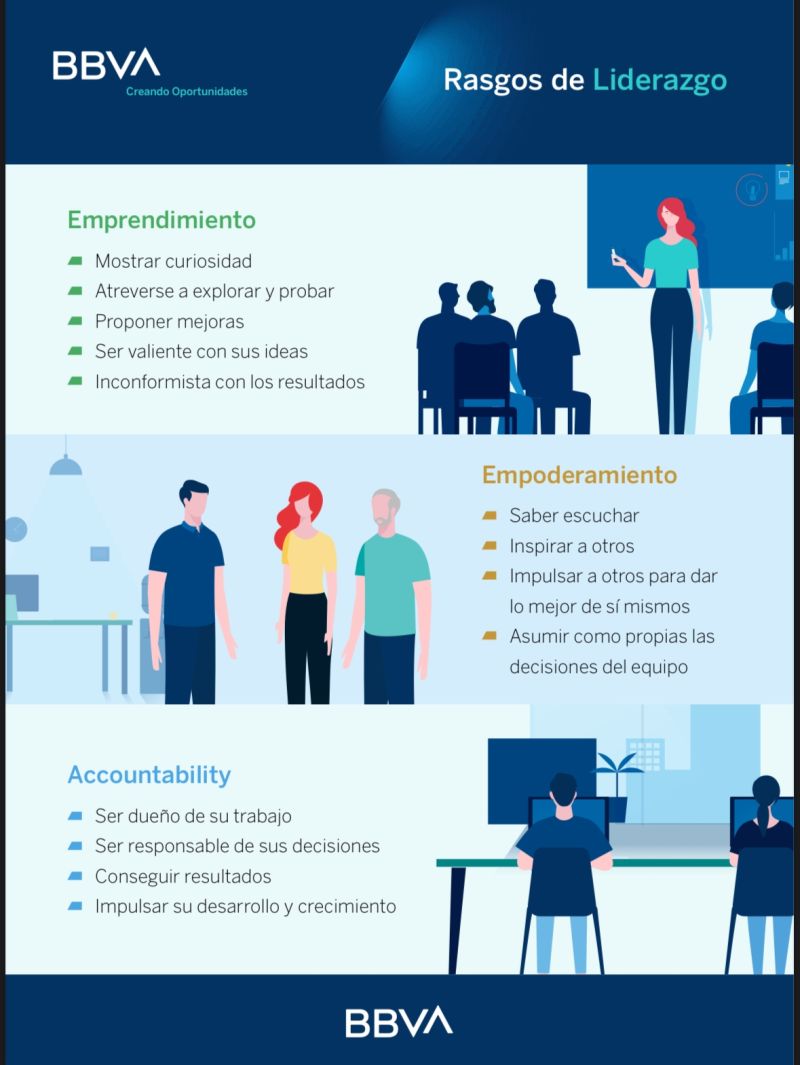 BBVA
Creando Oportunidades
Rasgos de Liderazgo
Emprendimiento
Mostrar curiosidad
Atreverse a explorar y probar
Proponer mejoras
Ser valiente con sus ideas
Inconformista con los resultados
Empoderamiento
Saber escuchar
Inspirar a otros
Impulsar a otros para dar
lo mejor de sí mismos
Asumir como propias las
decisiones del equipo
Accountability
Ser dueño de su trabajo
Ser responsable de sus decisiones
Conseguir resultados
Impulsar su desarrollo y crecimiento
BBVA